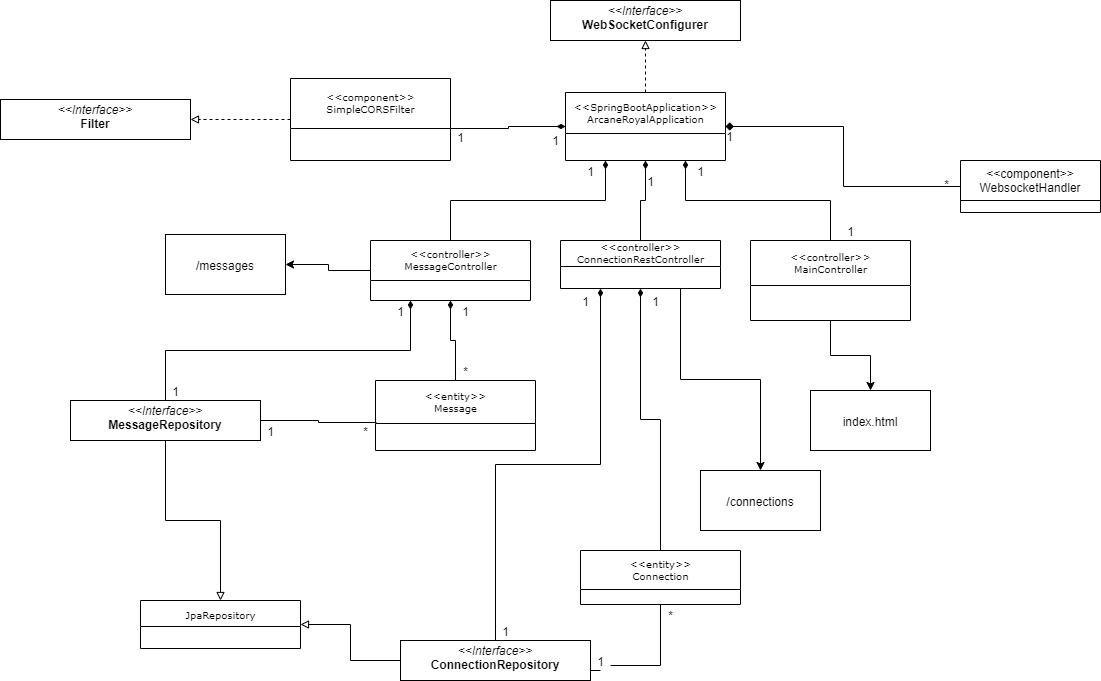 <<Interface>>
WebSocketConfigurer
<<component>>
SimpleCORSFilter
<<Interface>>
Filter
<<SpringBootApplication>>
ArcaneRoyalApplication
1
1
1
1
1
1
*
<<component>>
WebsocketHandler
/messages
<<controller>>
MessageController
<<controller>>
ConnectionRestController
1
<<controller>>
MainController
1
1
1
1
1
*
<<Interface>>
MessageRepository
1
*
<<entity>>
Message
index.html
/connections
<<entity>>
Connection
*
JpaRepository
1
<<Interface>>
ConnectionRepository
1